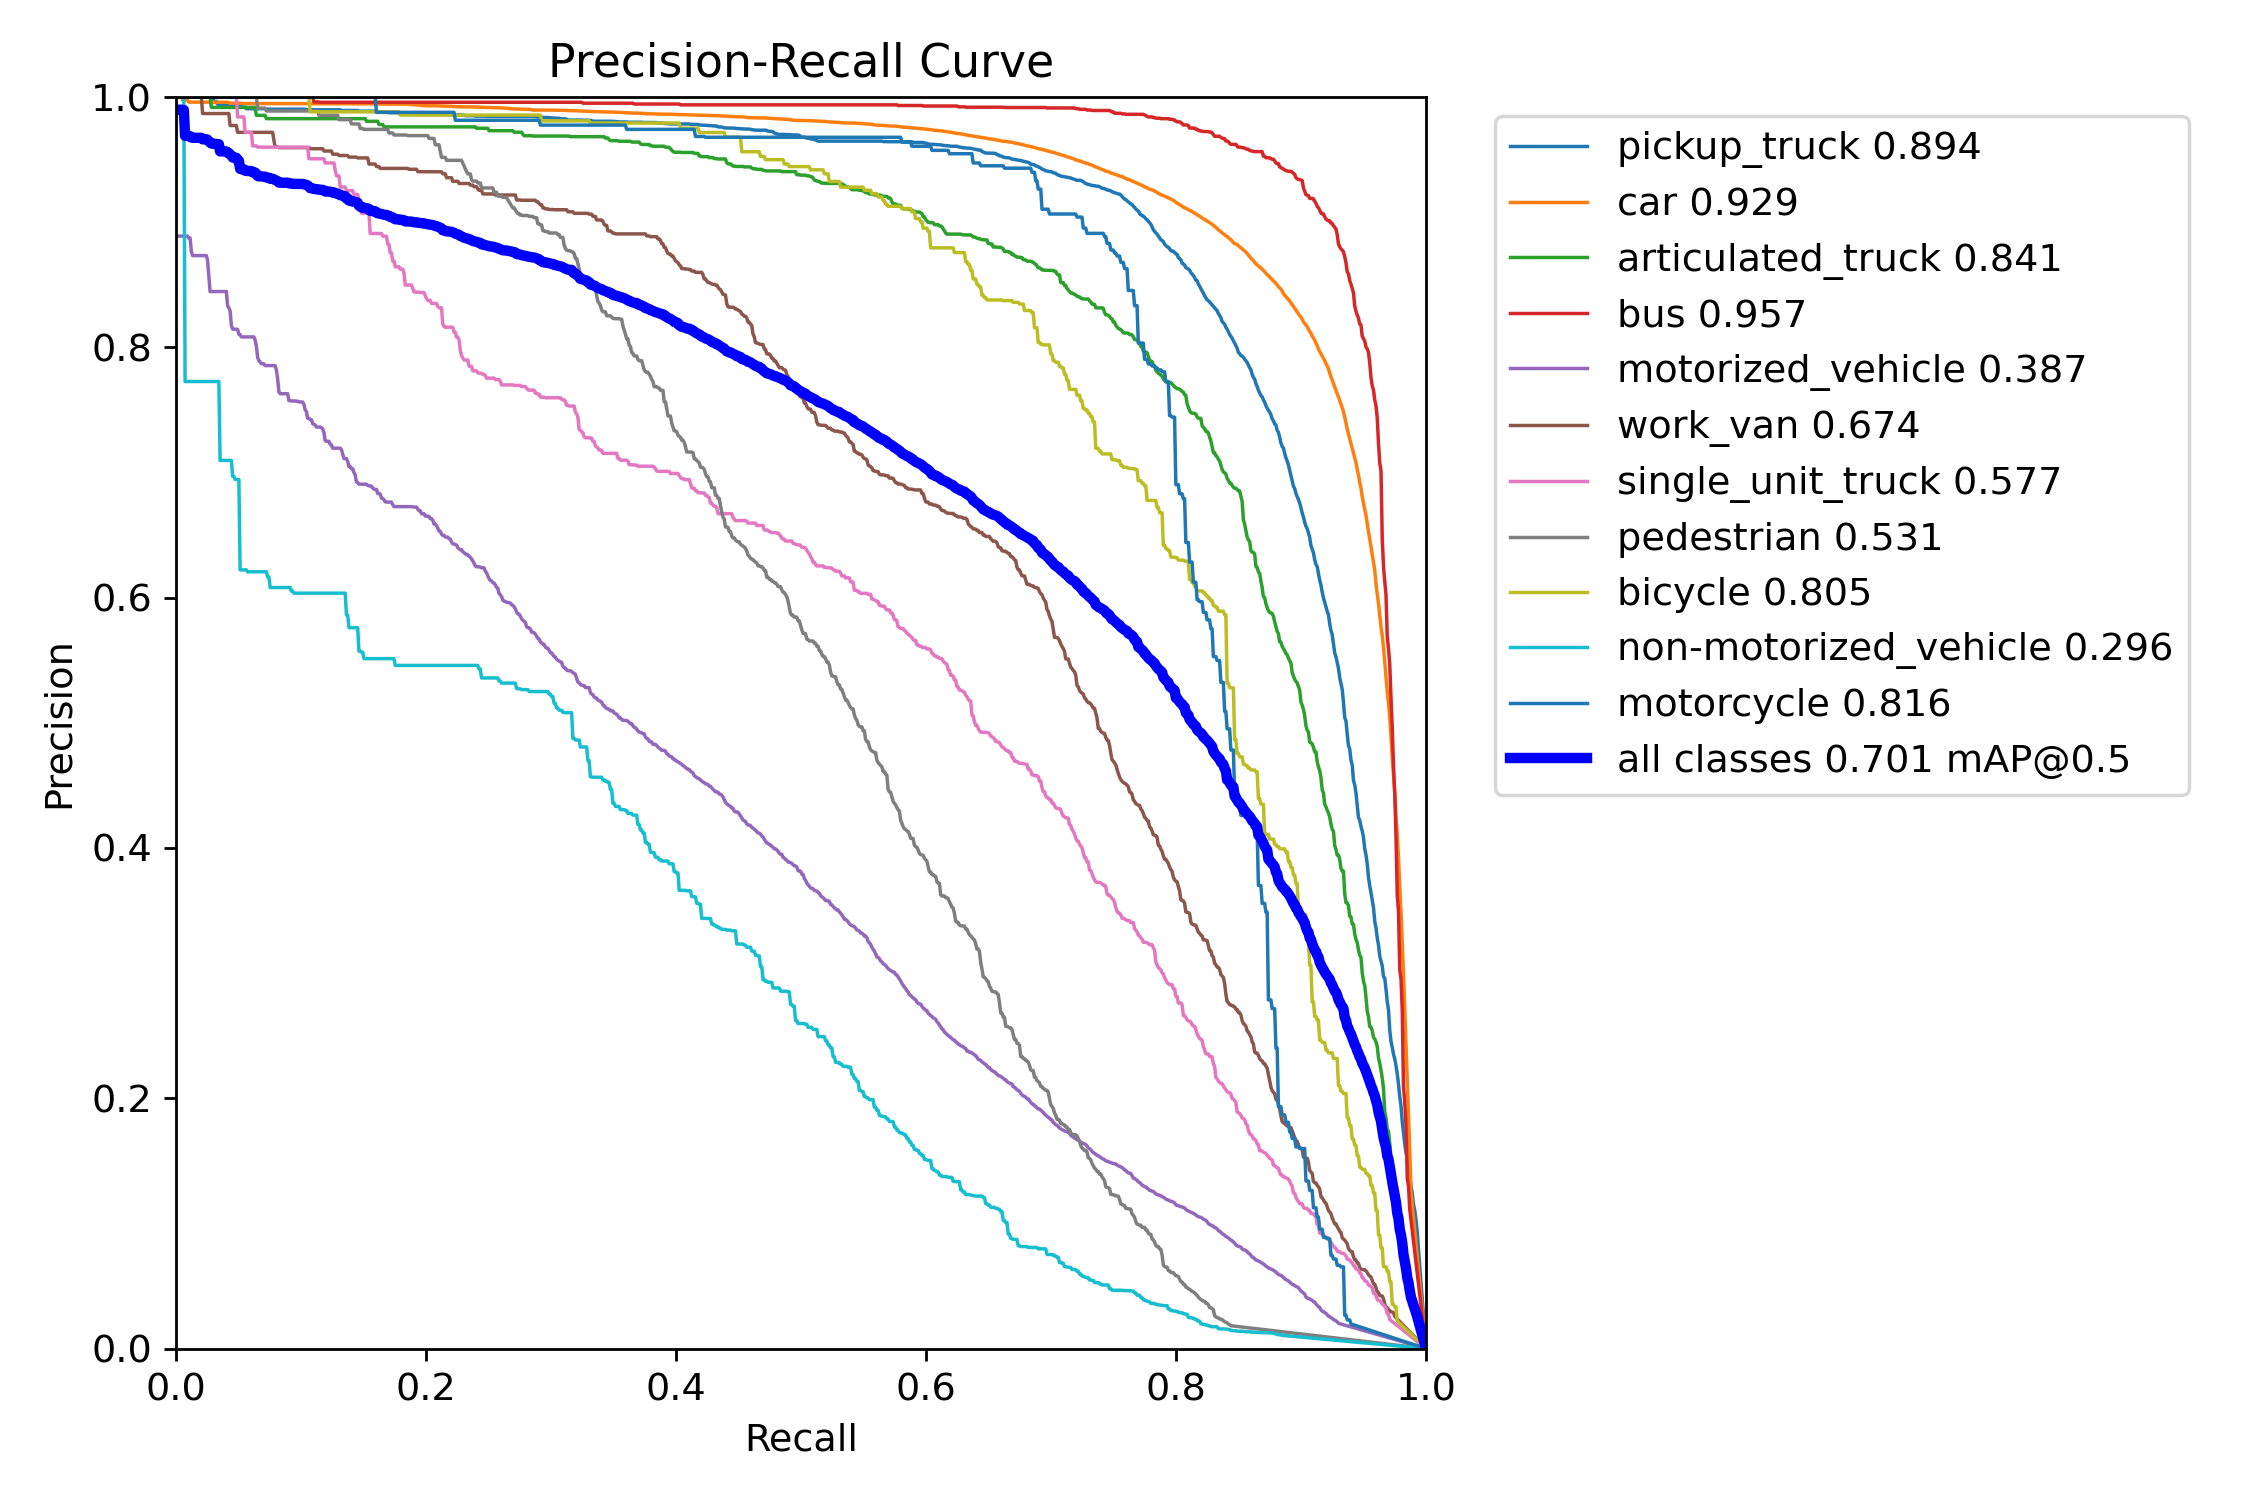 Precision-Recall Curve
1.0
0.8
0.6
0.4
0.2
0.0
Precision
0.0 0.2 0.4 0.6 0.8 1.0
Recall
pickup_truck 0.894
car 0.929
articulated_truck 0.841
bus 0.957
motorized_vehicle 0.387
work_van 0.674
single_unit_truck 0.577
pedestrian 0.531
bicycle 0.805
non-motorized_vehicle 0.296
motorcycle 0.816
all classes 0.701 mAP@0.5